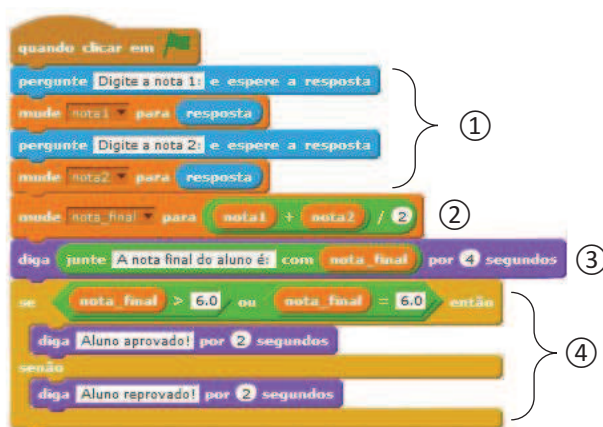 quando clicar em
pergunte Digite a nota 1: e espere a resposta
mude nota1 para resposta
pergunte Digite a nota 2: e espere a resposta
mude nota2 para resposta
①
mude nota_final para nota1 + nota2 / 2
②
diga junte A nota final do aluno é: com nota_final por 4 segundos
③
se nota_final > 6.0 ou nota_final = 6.0 então
diga Aluno aprovado! por 2 segundos
senão
diga Aluno reprovado! por 2 segundos
④